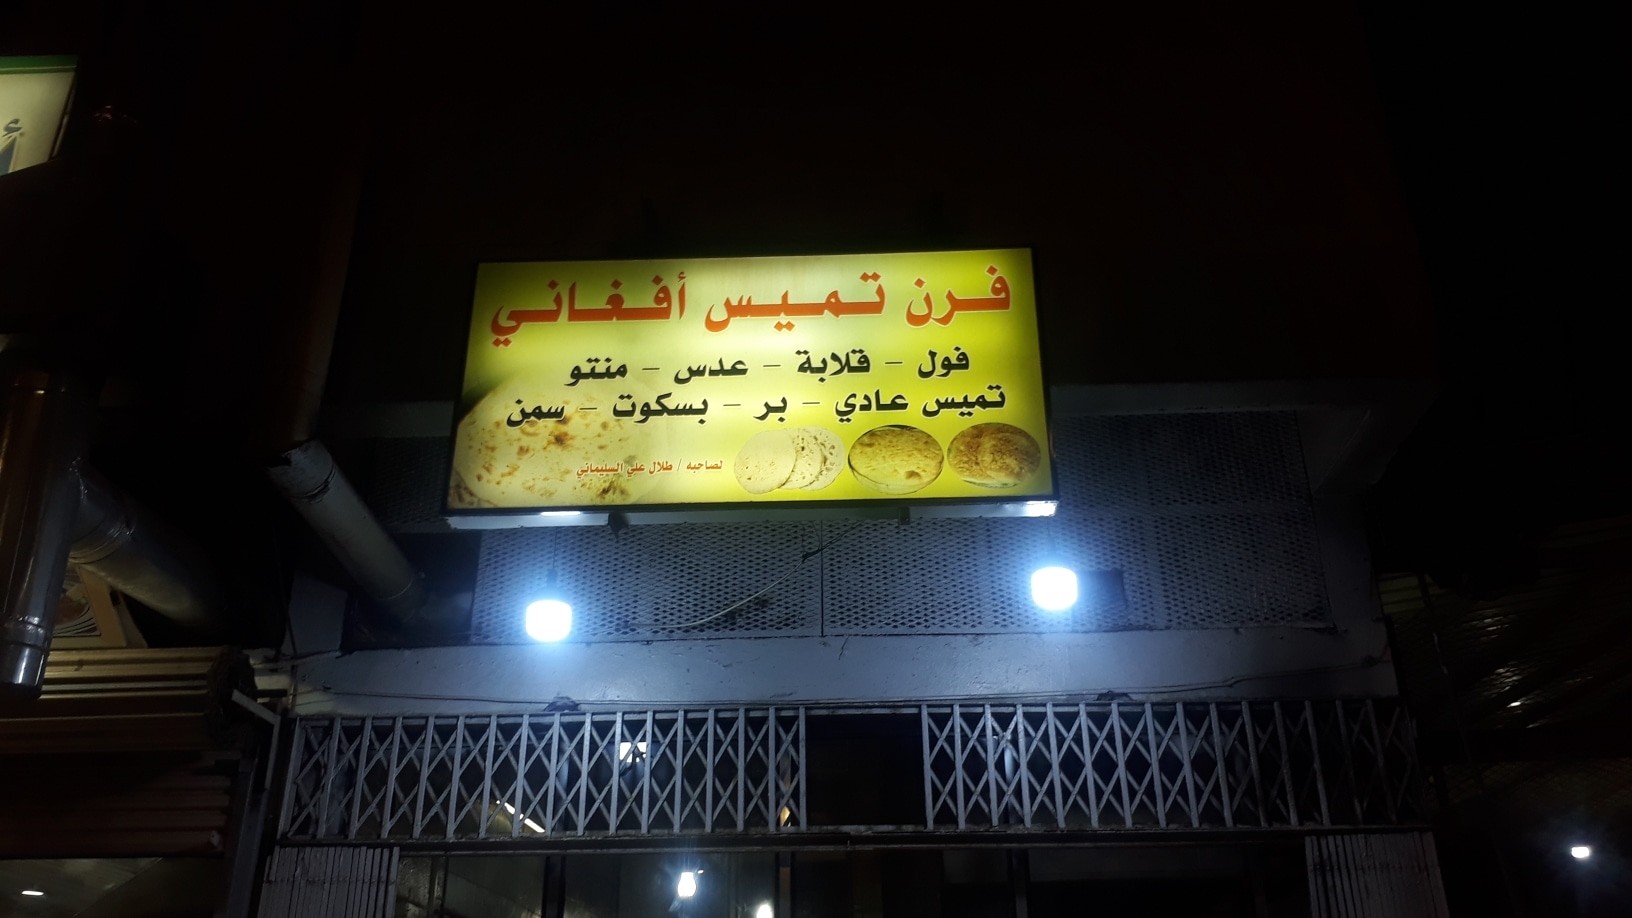 فرن تميس أفغاني
فول - قلابة - عدس - منتو
تميس عادي - بر - بسكوت - سمن
لصاحبه / طلال علي السليماني